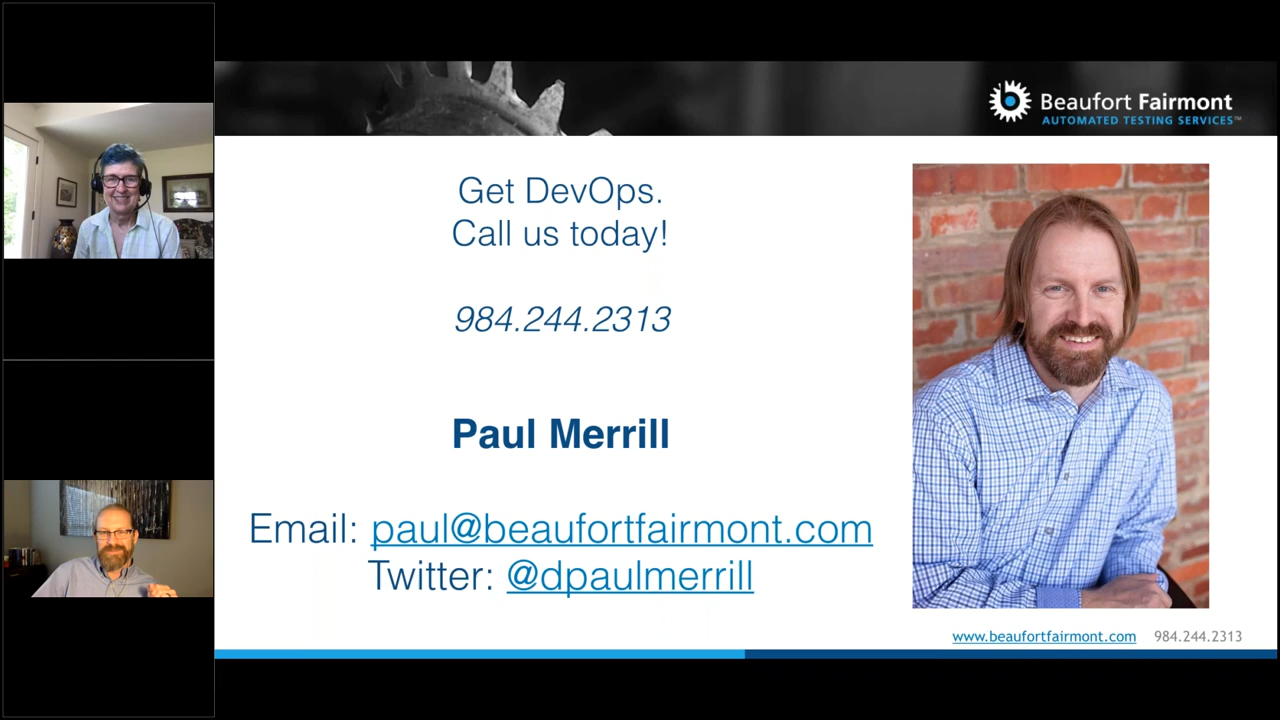 Beaufort Fairmont
AUTOMATED TESTING SERVICES™
Get DevOps.
Call us today!
984.244.2313
Paul Merrill
Email: paul@beaufortfairmont.com
Twitter: @dpaulmerrill
www.beaufortfairmont.com 984.244.2313